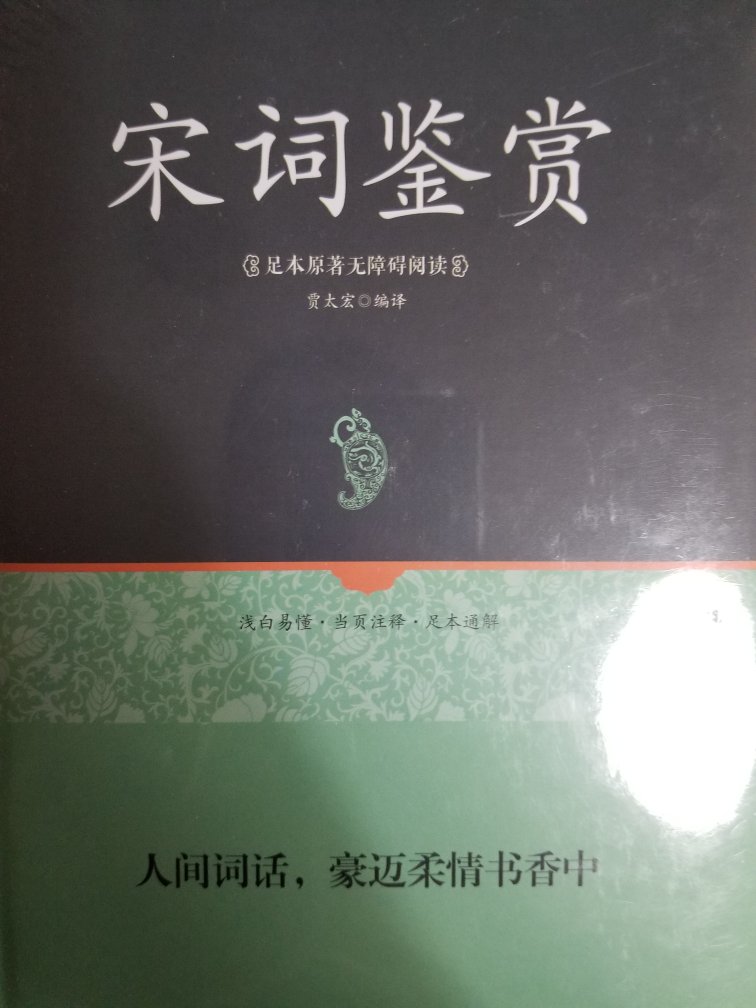 宋词鉴赏
足本原著无障碍阅读
贾太宏◎编译
浅白易懂·当页注释·足本通解
人间词话，豪迈柔情书香中